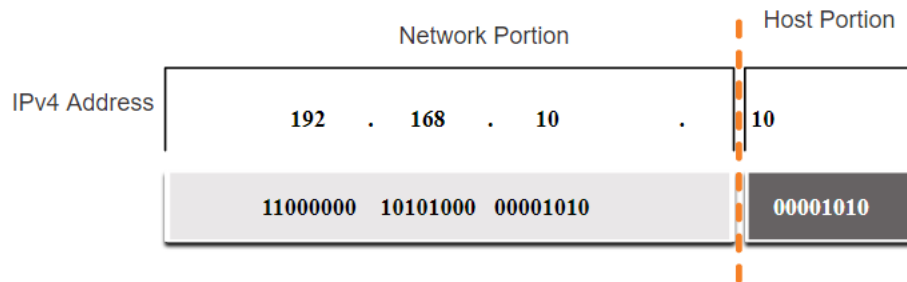 Network Portion Host Portion
IPv4 Address
192 . 168 . 10 . 10
11000000 10101000 00001010 00001010